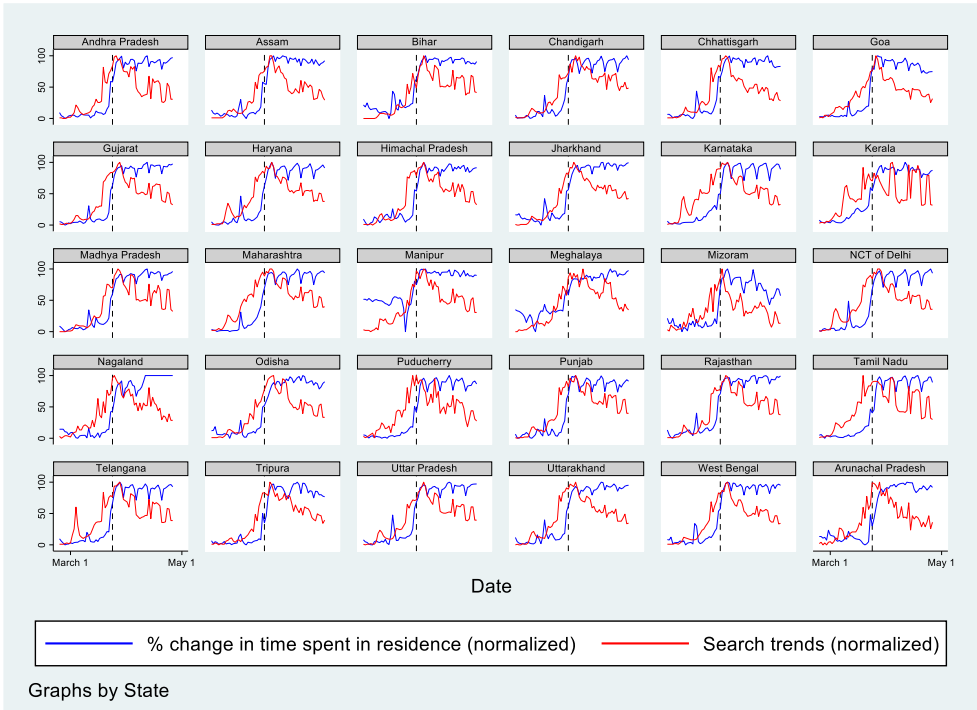 Andhra Pradesh Assam Bihar Chandigarh Chhattisgarh Goa
100
50
0
Gujarat Haryana Himachal Pradesh Jharkhand Karnataka Kerala
100
50
0
Madhya Pradesh Maharashtra Manipur Meghalaya Mizoram NCT of Delhi
100
50
0
Nagaland Odisha Puducherry Punjab Rajasthan Tamil Nadu
100
50
0
Telangana Tripura Uttar Pradesh Uttarakhand West Bengal Arunachal Pradesh
100
50
0
March 1 May 1 March 1 May 1
Date
% change in time spent in residence (normalized) Search trends (normalized)
Graphs by State